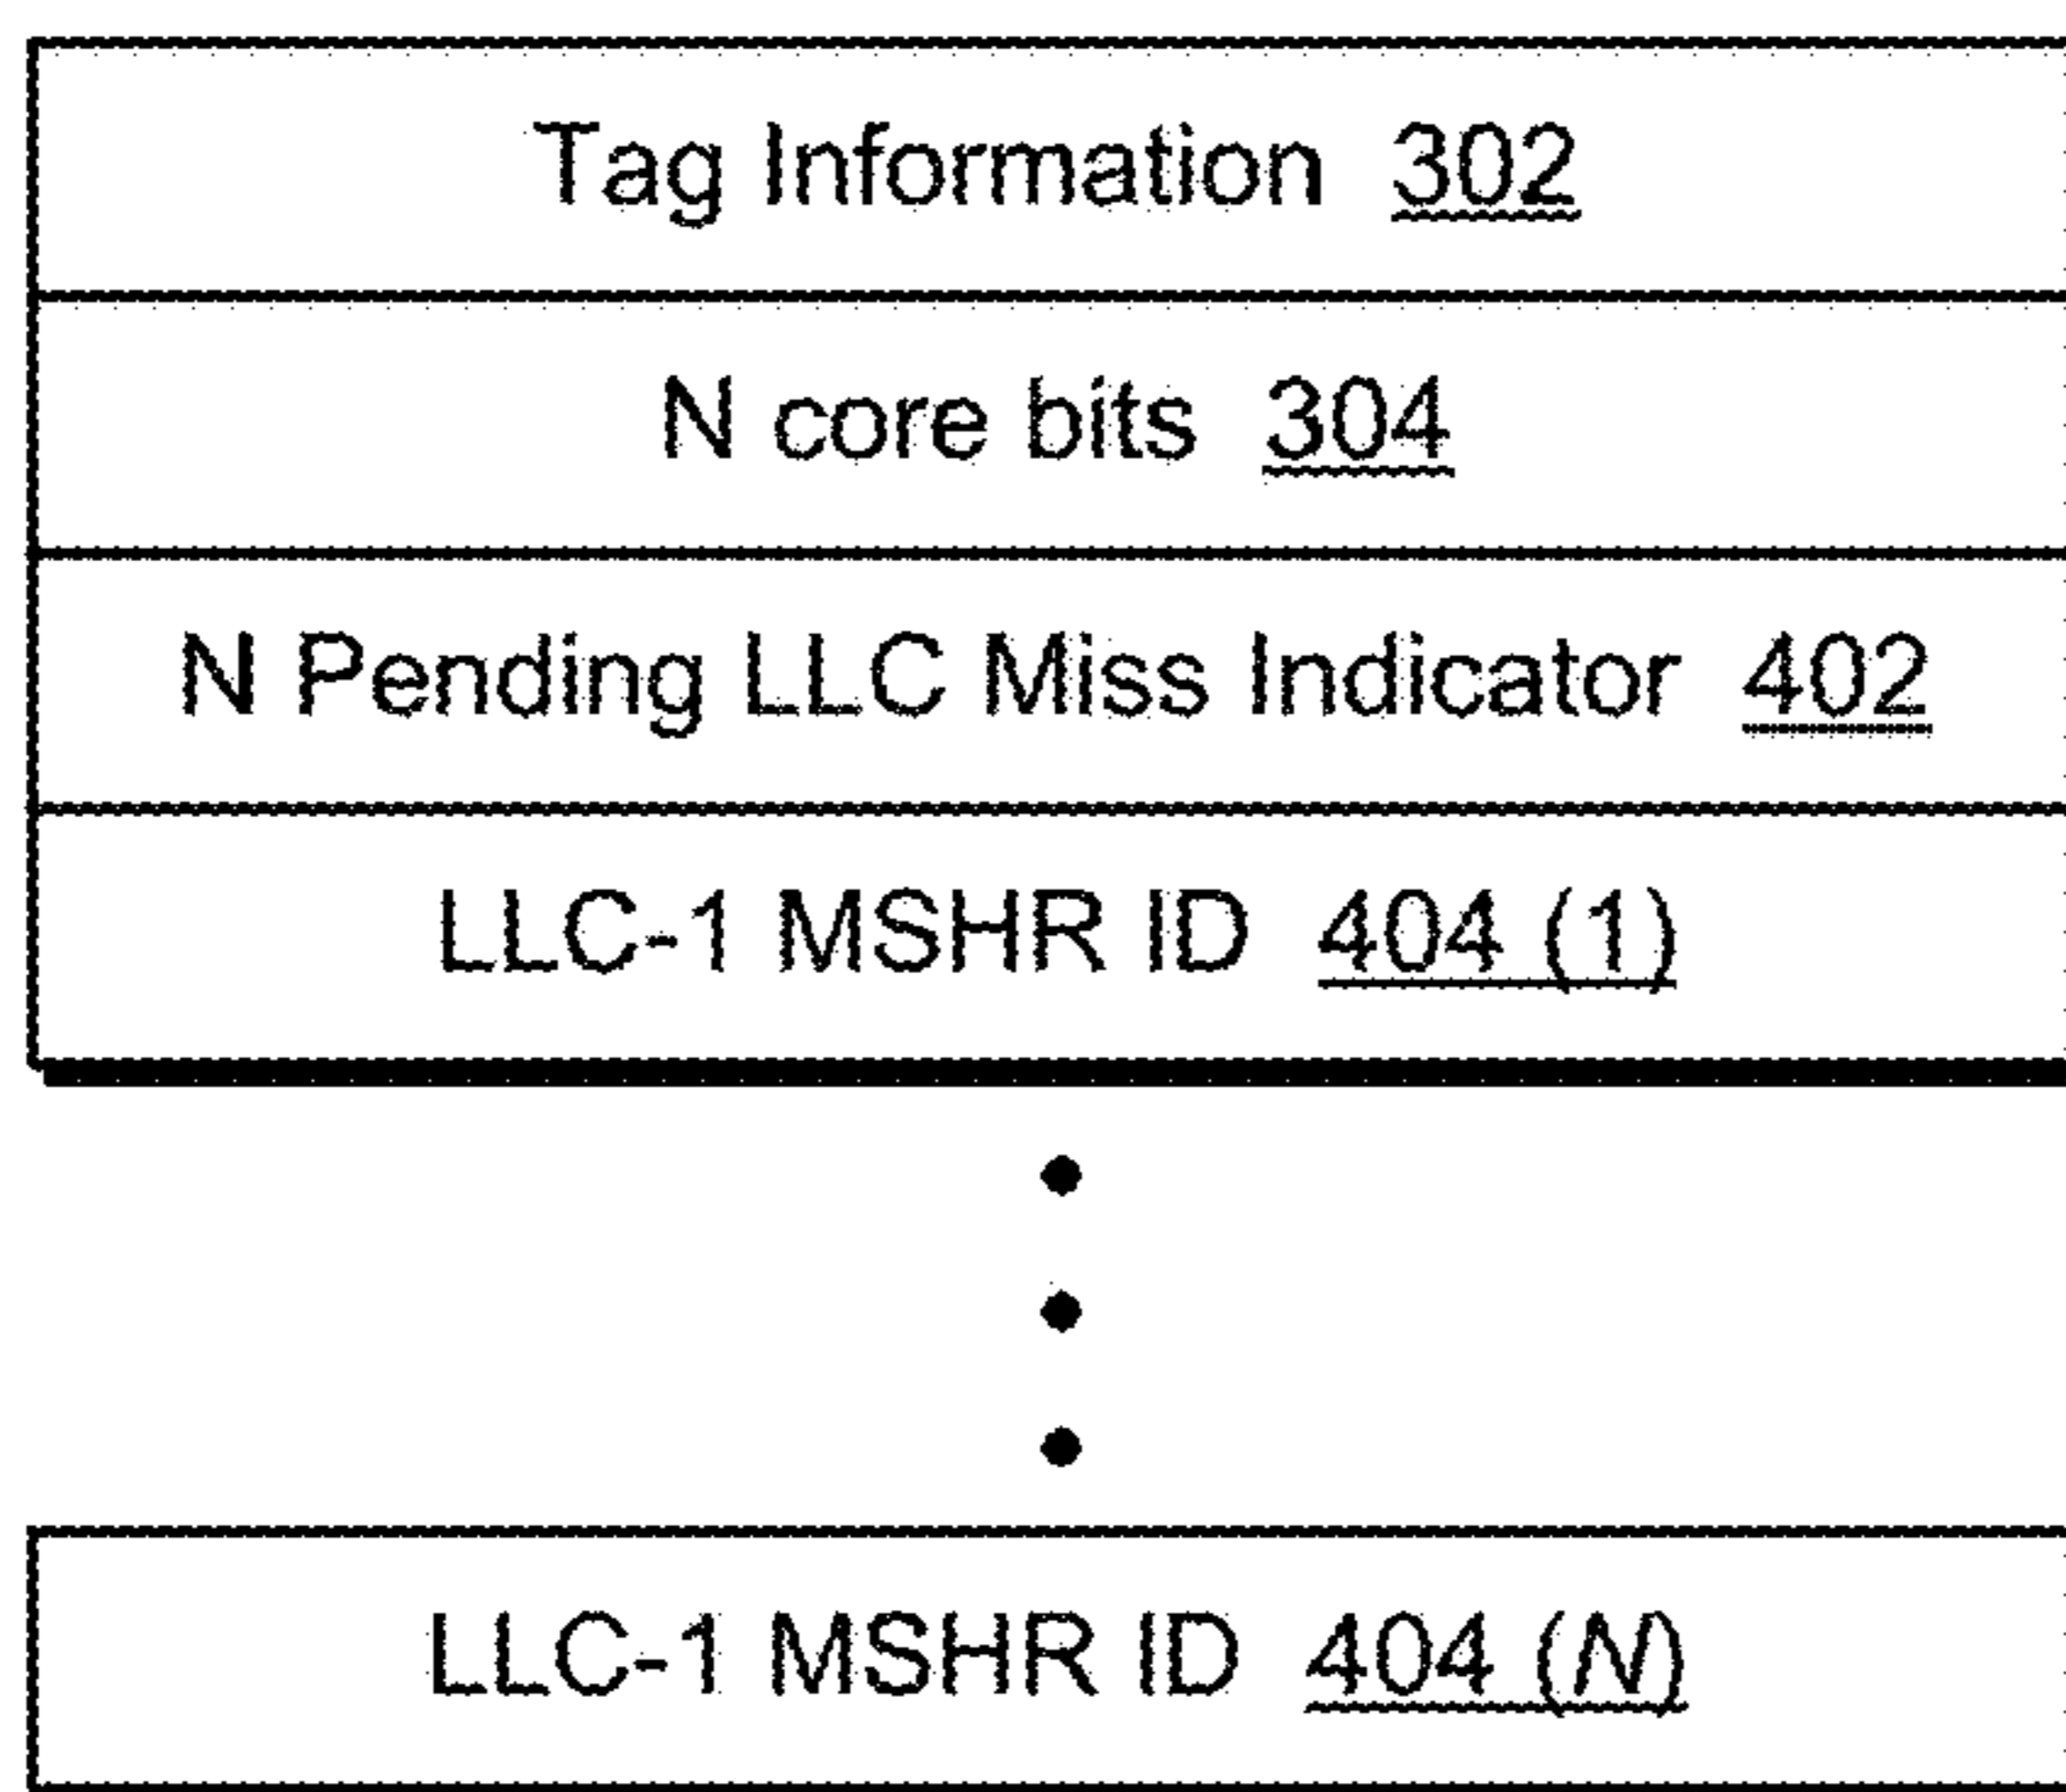 Tag Information 302
N core bits 304
N Pending LLC Miss Indicator 402
LLC-1 MSHR ID 404 (1)
LLC-1 MSHR ID 404 (N)